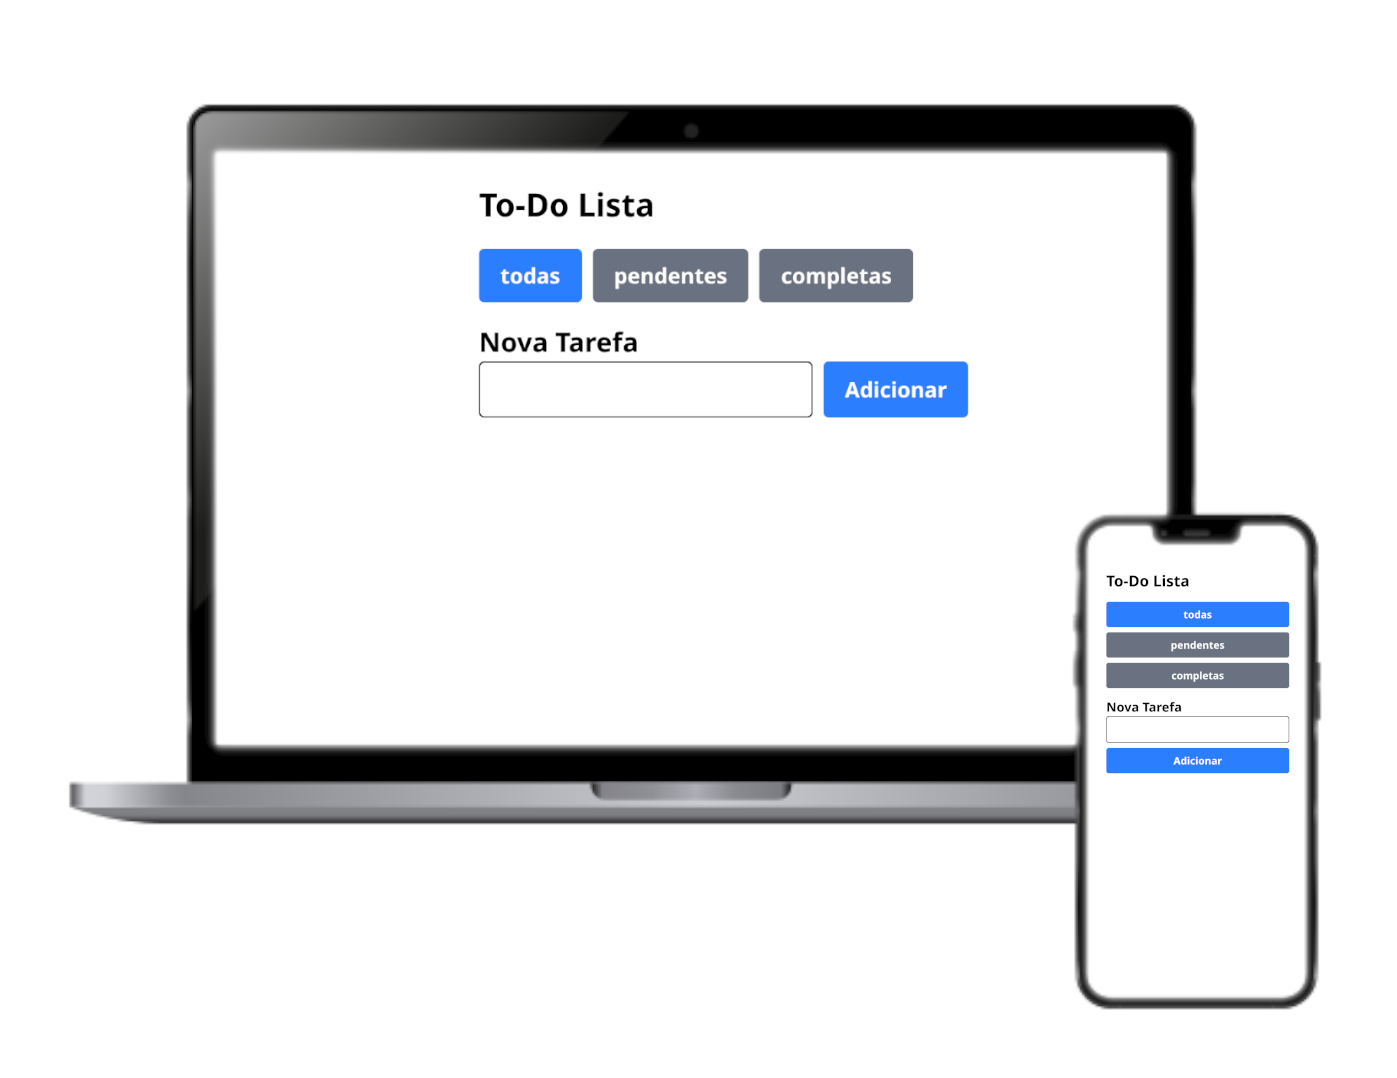 To-Do Lista
todas pendentes completas
Nova Tarefa
Adicionar
To-Do Lista
todas
pendentes
completas
Nova Tarefa
Adicionar